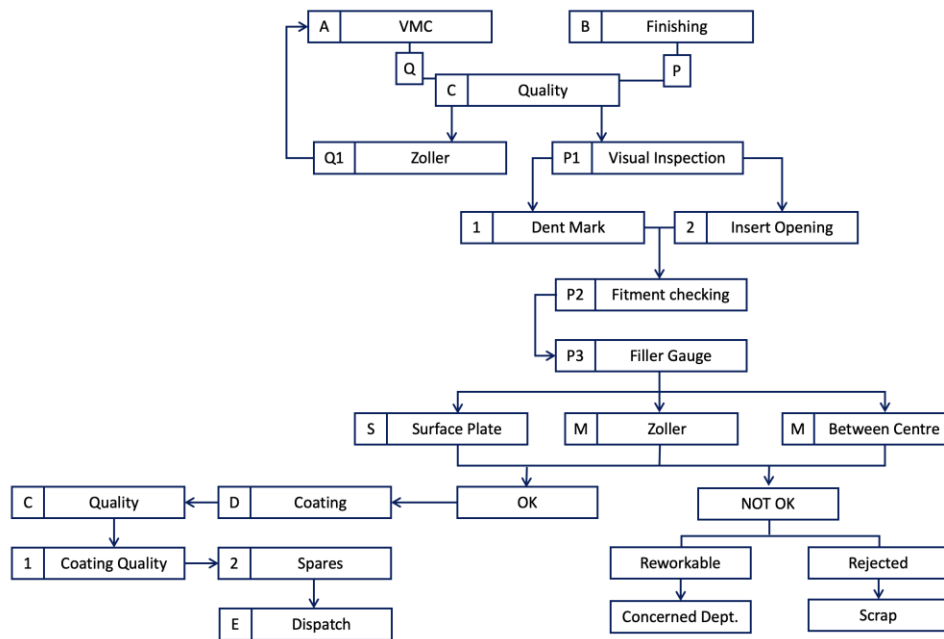 A VMC
B Finishing
Q
P
C Quality
Q1 Zoller
P1 Visual Inspection
1 Dent Mark
2 Insert Opening
P2 Fitment checking
P3 Filler Gauge
S Surface Plate
M Zoller
M Between Centre
C Quality
D Coating
OK
NOT OK
1 Coating Quality
2 Spares
Reworkable
Rejected
E Dispatch
Concerned Dept.
Scrap